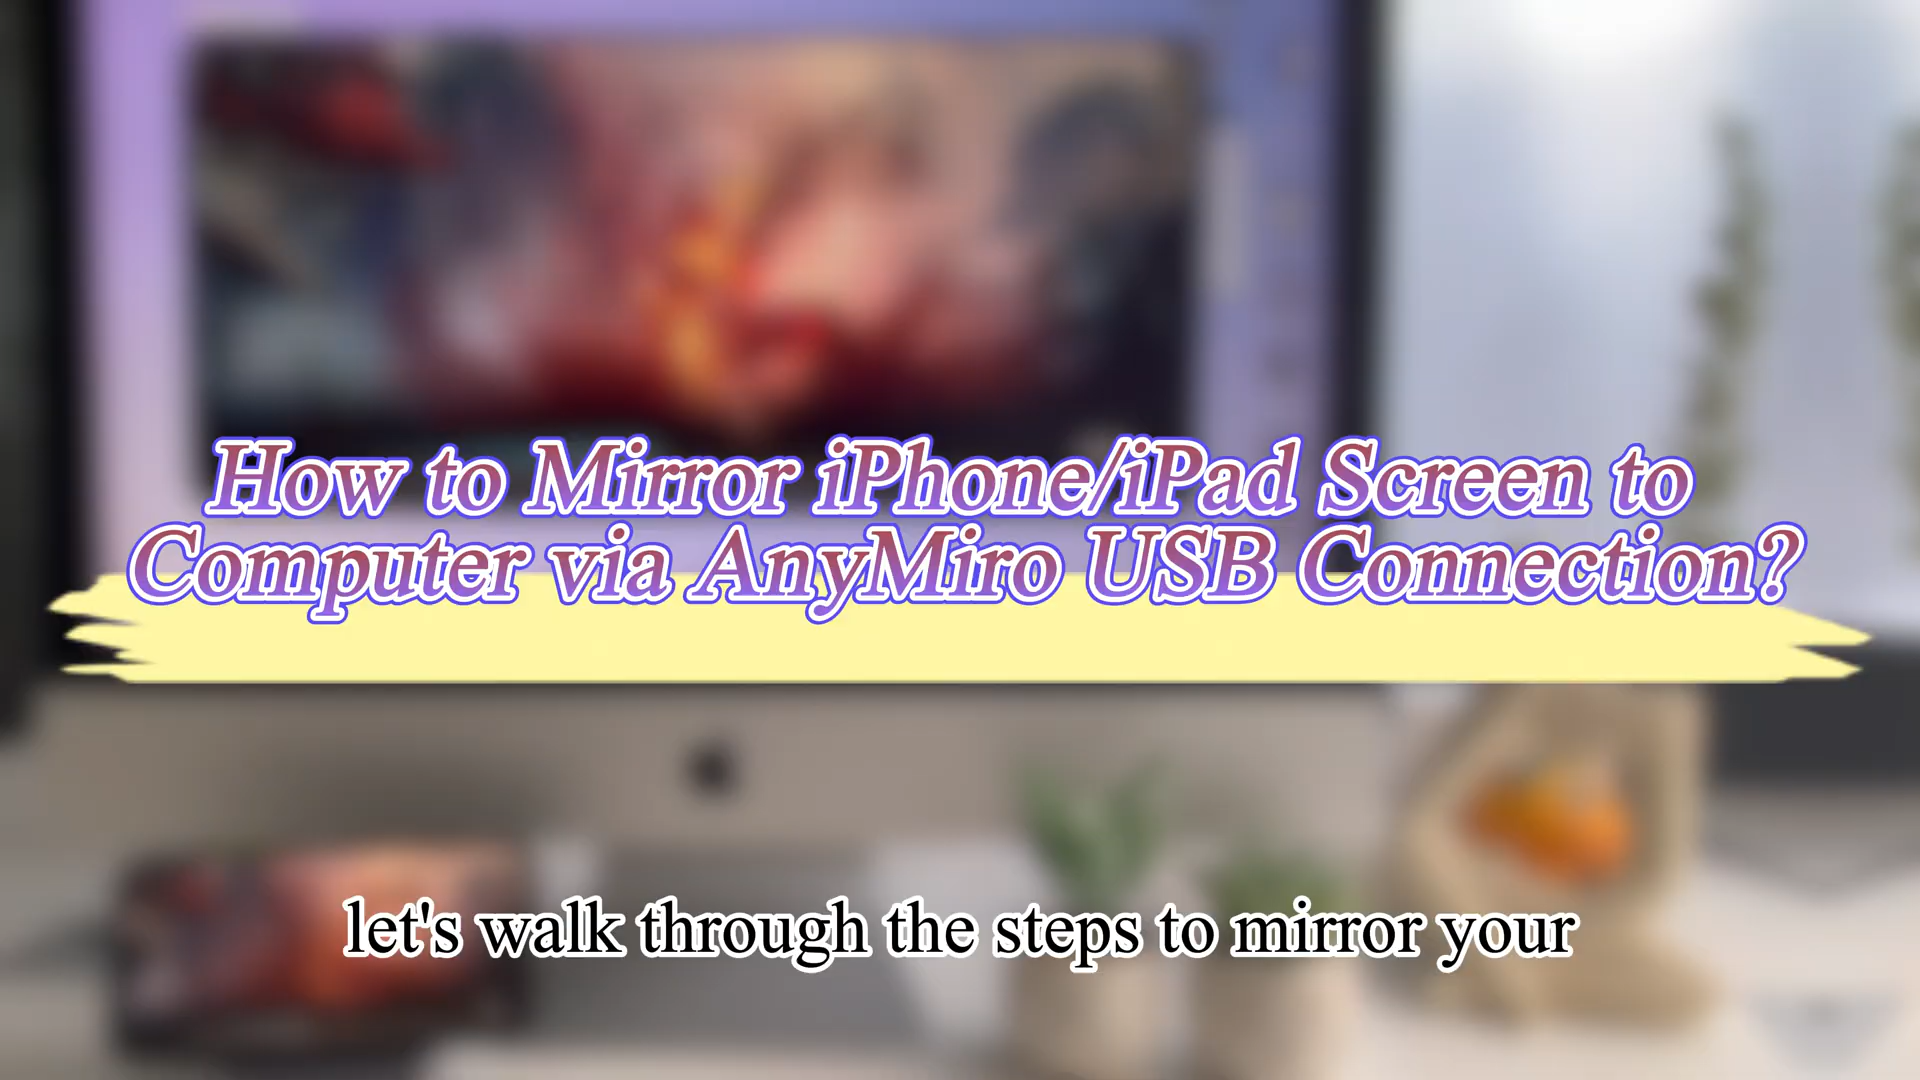 How to Mirror iPhone/iPad Screen to
Computer via AnyMiro USB Connection?
let's walk through the steps to mirror your